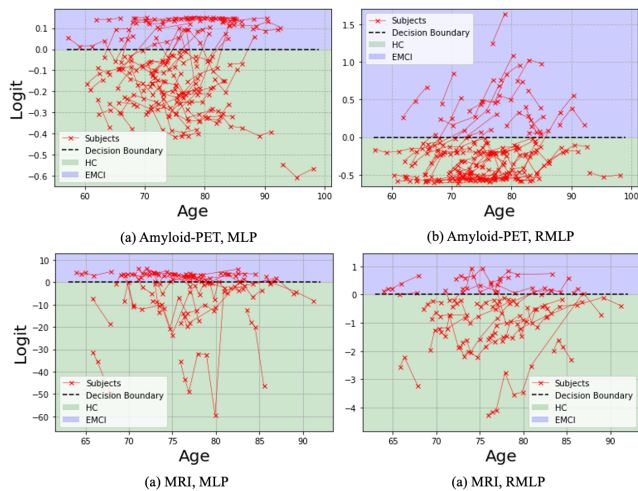 0.1
0.0
−0.1
−0.2
−0.3
−0.4
−0.5
−0.6
Logit
Subjects
Decision Boundary
HC
EMCI
60 70 80 90 100
Age
(a) Amyloid-PET, MLP
1.5
1.0
0.5
0.0
−0.5
Subjects
Decision Boundary
HC
EMCI
60 70 80 90 100
Age
(b) Amyloid-PET, RMLP
10
0
−10
−20
−30
−40
−50
−60
Logit
Subjects
Decision Boundary
HC
EMCI
65 70 75 80 85 90
Age
(a) MRI, MLP
1
0
−1
−2
−3
−4
Subjects
Decision Boundary
HC
EMCI
65 70 75 80 85 90
Age
(a) MRI, RMLP